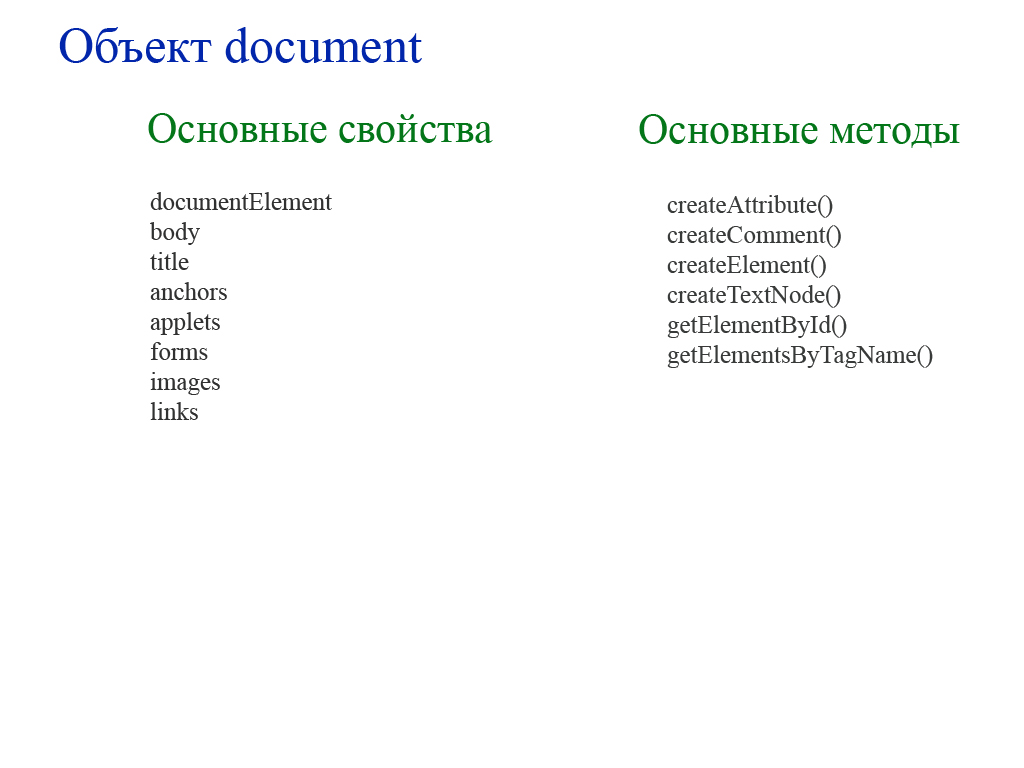 Объект document
Основные свойства
documentElement
body
title
anchors
applets
forms
images
links
Основные методы
createAttribute()
createComment()
createElement()
createTextNode()
getElementById()
getElementsByTagName()